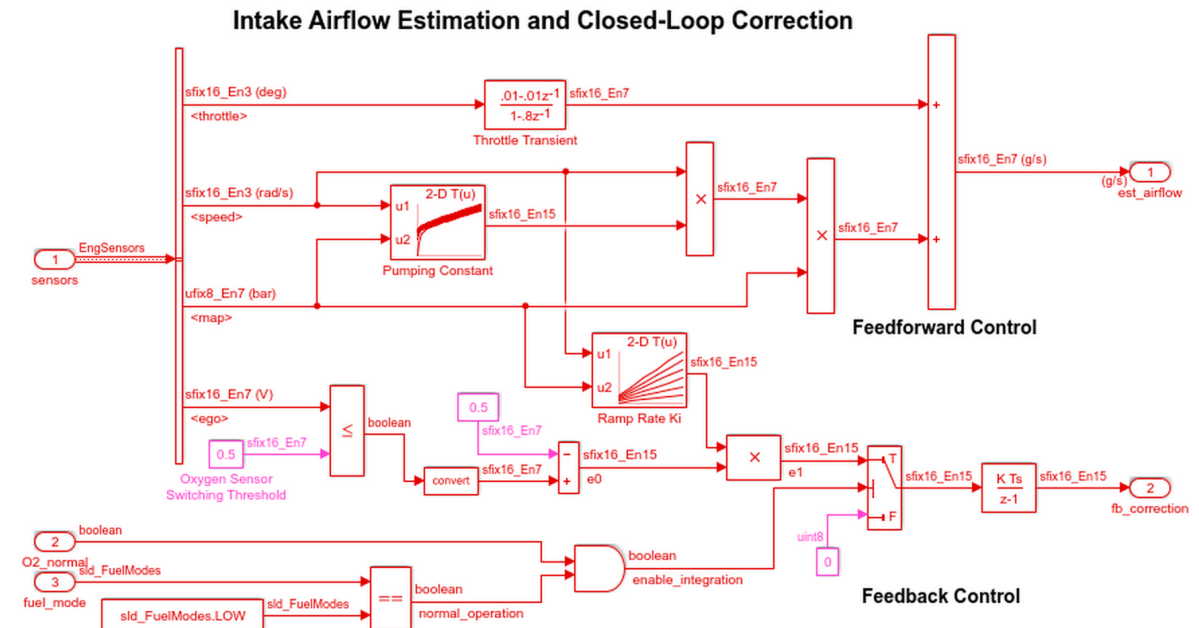 Intake Airflow Estimation and Closed-Loop Correction
sfix16_En3 (deg)
<throttle>
.01-.01z-1
1-.8z-1
Throttle Transient
sfix16_En7
+
sfix16_En7 (g/s)
(g/s)
1
est_airflow
sfix16_En3 (rad/s)
<speed>
2-D T(u)
u1
u2
Pumping Constant
sfix16_En15
×
sfix16_En7
×
sfix16_En7
+
EngSensors
1
sensors
ufix8_En7 (bar)
<map>
Feedforward Control
2-D T(u)
u1
u2
Ramp Rate Ki
sfix16_En15
sfix16_En7 (V)
<ego>
0.5
sfix16_En7
Oxygen Sensor
Switching Threshold
≤
boolean
convert
sfix16_En7
0.5
sfix16_En7
−
+
sfix16_En15
e0
×
sfix16_En15
e1
T
F
sfix16_En15
K Ts
z-1
sfix16_En15
2
fb_correction
uint8
0
2
O2_normal
boolean
3
fuel_mode
sld_FuelModes
sld_FuelModes.LOW
sld_FuelModes
==
boolean
normal_operation
boolean
enable_integration
Feedback Control